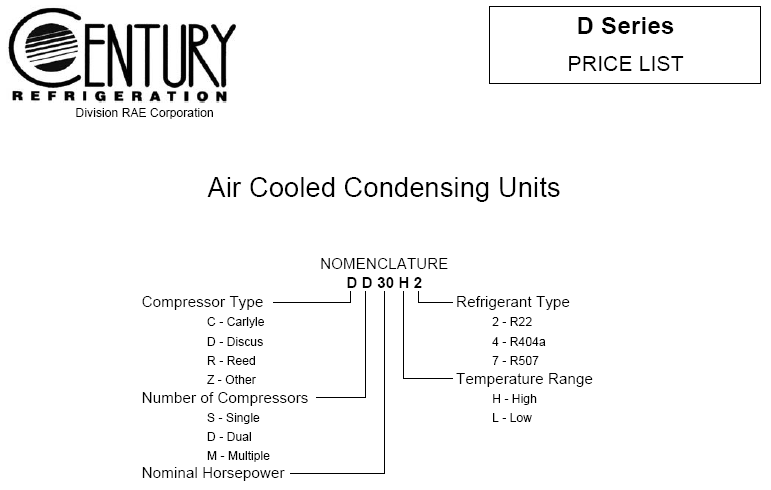 CENTURY
REFRIGERATION
Division RAE Corporation
D Series
PRICE LIST
Air Cooled Condensing Units
NOMENCLATURE
D D 30 H 2
Compressor Type
C - Carlyle
D - Discus
R - Reed
Z - Other
Number of Compressors
S - Single
D - Dual
M - Multiple
Nominal Horsepower
Refrigerant Type
2 - R22
4 - R404a
7 - R507
Temperature Range
H - High
L - Low